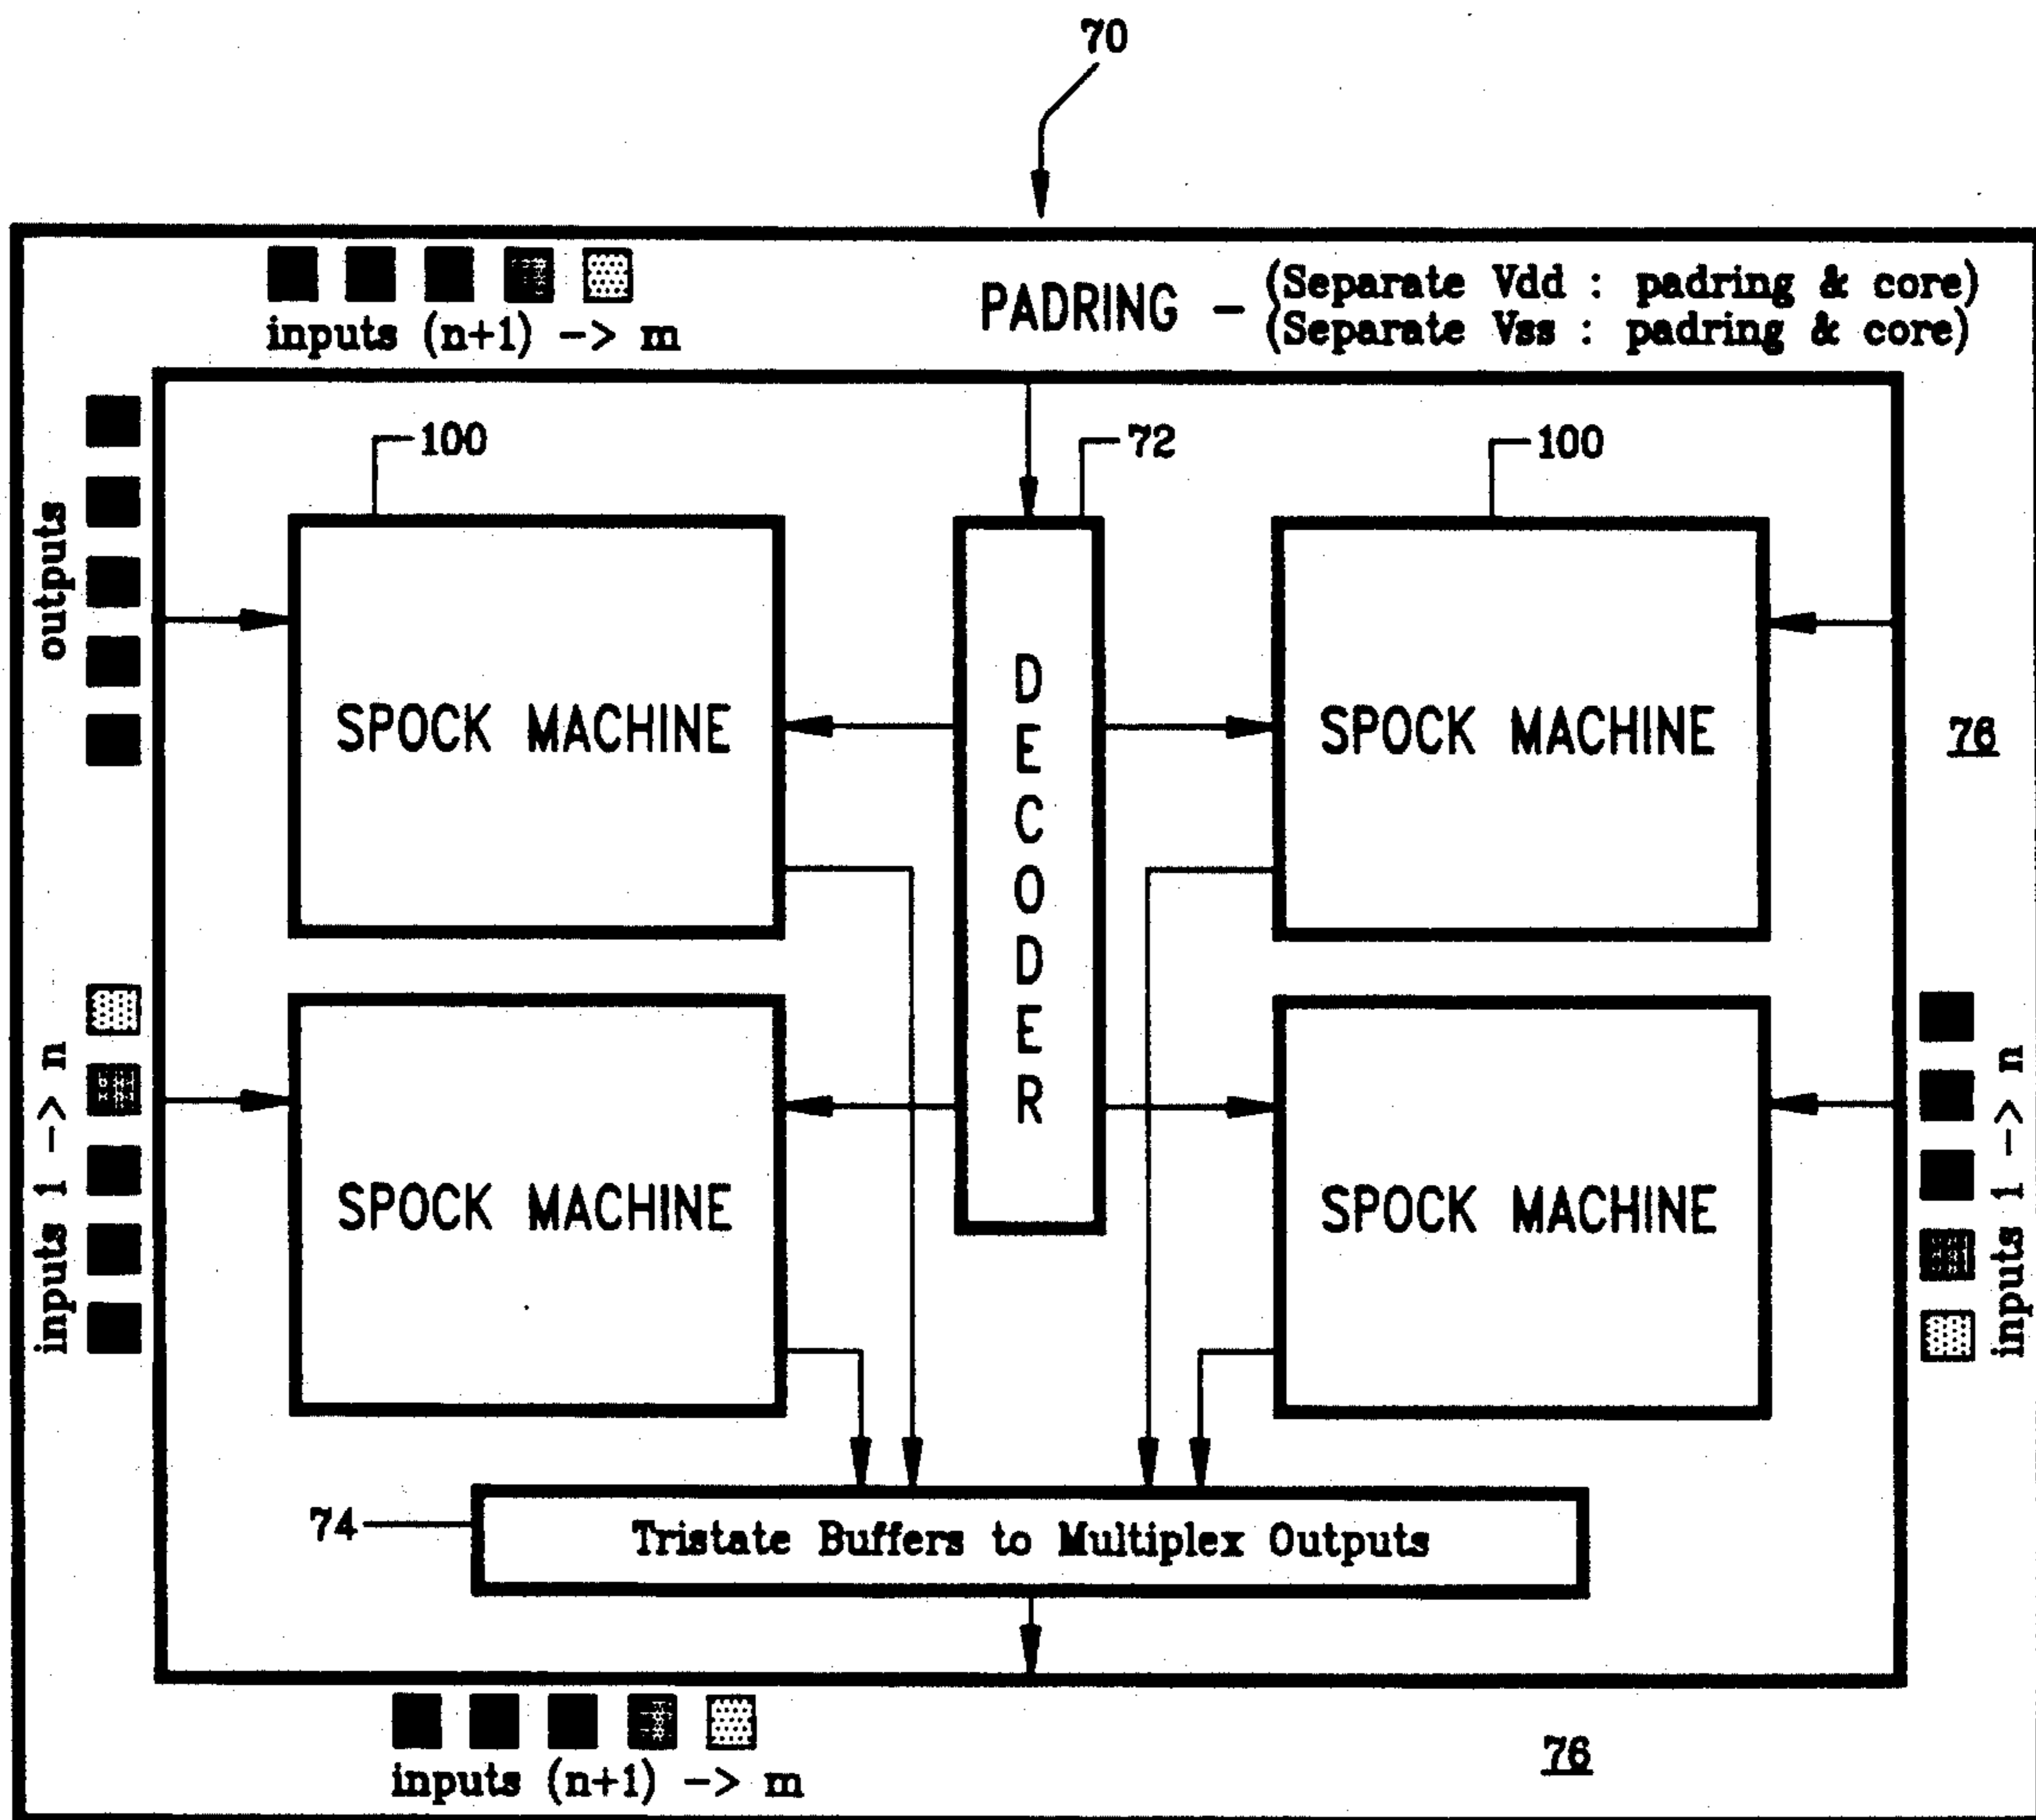 70
PADRING - (Separate Vdd : padring & core)
(Separate Vss : padring & core)
inputs (n+1) -> m
outputs
100
72
100
SPOCK MACHINE
DECODER
SPOCK MACHINE
76
inputs 1 -> n
SPOCK MACHINE
SPOCK MACHINE
inputs 1 -> n
74
Tristate Buffers to Multiplex Outputs
inputs (n+1) -> m
76